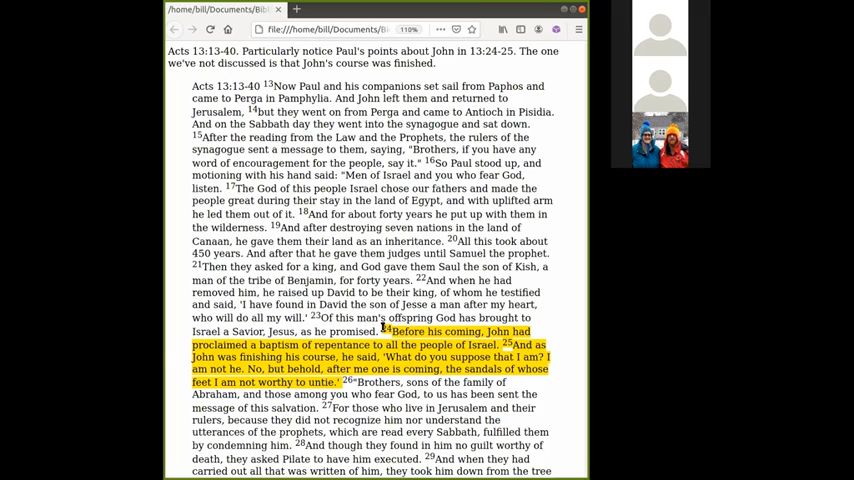 /home/bill/Documents/Bib
file:///home/bill/Documents/Bi
110%
Acts 13:13-40. Particularly notice Paul's points about John in 13:24-25. The one
we've not discussed is that John's course was finished.
Acts 13:13-40 13Now Paul and his companions set sail from Paphos and
came to Perga in Pamphylia. And John left them and returned to
Jerusalem, 14but they went on from Perga and came to Antioch in Pisidia.
And on the Sabbath day they went into the synagogue and sat down.
15After the reading from the Law and the Prophets, the rulers of the
synagogue sent a message to them, saying, "Brothers, if you have any
word of encouragement for the people, say it." 16So Paul stood up, and
motioning with his hand said: "Men of Israel and you who fear God,
listen. 17The God of this people Israel chose our fathers and made the
people great during their stay in the land of Egypt, and with uplifted arm
he led them out of it. 18And for about forty years he put up with them in
the wilderness. 19And after destroying seven nations in the land of
Canaan, he gave them their land as an inheritance. 20All this took about
450 years. And after that he gave them judges until Samuel the prophet.
21Then they asked for a king, and God gave them Saul the son of Kish, a
man of the tribe of Benjamin, for forty years. 22And when he had
removed him, he raised up David to be their king, of whom he testified
and said, 'I have found in David the son of Jesse a man after my heart,
who will do all my will.' 23Of this man's offspring God has brought to
Israel a Savior, Jesus, as he promised. 24Before his coming, John had
proclaimed a baptism of repentance to all the people of Israel. 25And as
John was finishing his course, he said, 'What do you suppose that I am? I
am not he. No, but behold, after me one is coming, the sandals of whose
feet I am not worthy to untie.' 26"Brothers, sons of the family of
Abraham, and those among you who fear God, to us has been sent the
message of this salvation. 27For those who live in Jerusalem and their
rulers, because they did not recognize him nor understand the
utterances of the prophets, which are read every Sabbath, fulfilled them
by condemning him. 28And though they found in him no guilt worthy of
death, they asked Pilate to have him executed. 29And when they had
carried out all that was written of him, they took him down from the tree